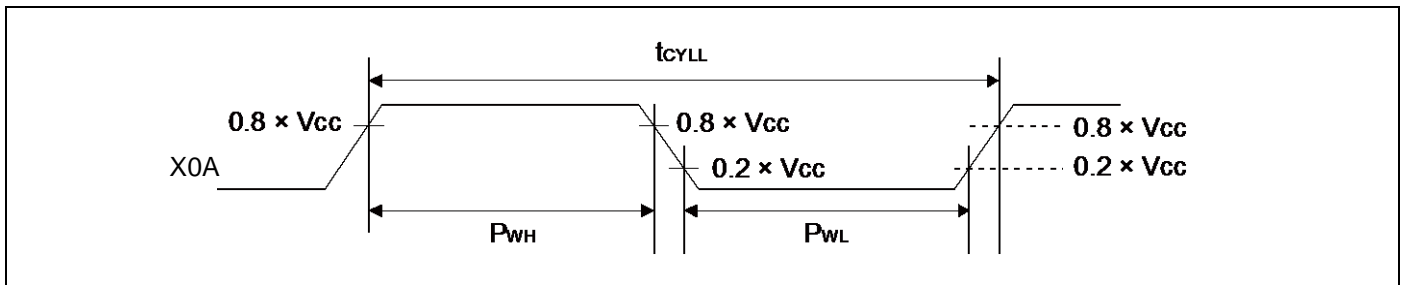 tCYLL
0.8 × Vcc
0.8 × Vcc
0.8 × Vcc
X0A
0.2 × Vcc
0.2 × Vcc
PWH
PWL